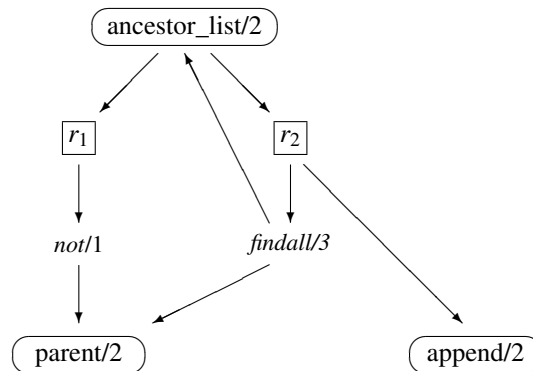 ancestor_list/2
r₁ r₂
not/1 findall/3
parent/2 append/2